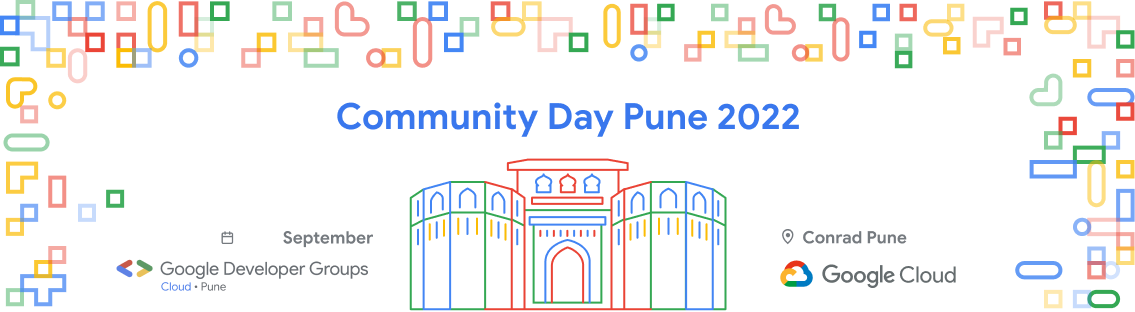 Community Day Pune 2022
September
Conrad Pune
Google Developer Groups
Cloud • Pune
Google Cloud